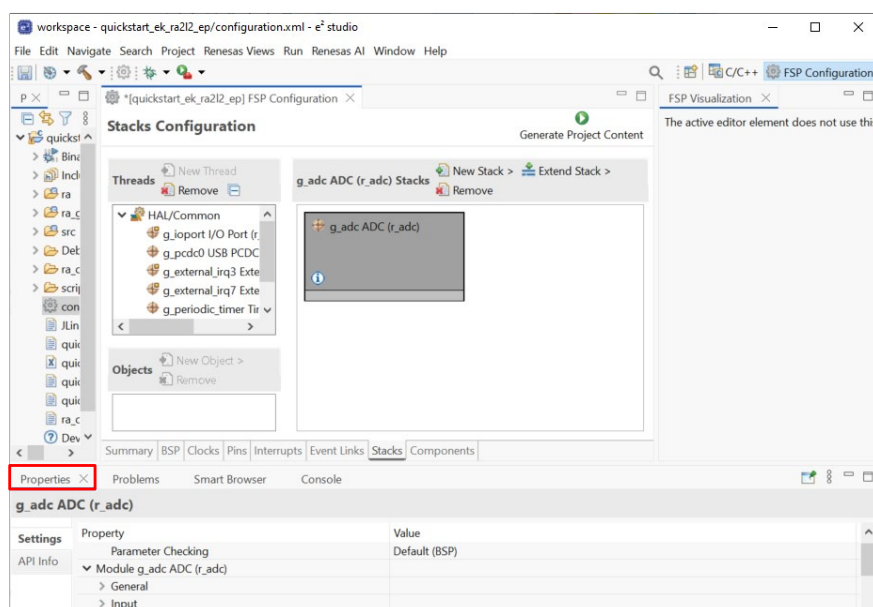 workspace - quickstart_ek_ra2l2_ep/configuration.xml - e² studio
File Edit Navigate Search Project Renesas Views Run Renesas AI Window Help
C/C++ FSP Configuration
P
*[quickstart_ek_ra2l2_ep] FSP Configuration
FSP Visualization
Stacks Configuration
Generate Project Content
The active editor element does not use thi
quickst
Bina
Incl
ra
ra_g
src
Deb
ra_c
scrip
con
JLin
quic
quic
quic
quic
ra_c
Dev
Threads
New Thread
Remove
HAL/Common
g_ioport I/O Port (r_
g_pcdc0 USB PCDC
g_external_irq3 Exte
g_external_irq7 Exte
g_periodic_timer Tir
Objects
New Object >
Remove
g_adc ADC (r_adc) Stacks
New Stack >
Extend Stack >
Remove
g_adc ADC (r_adc)
Summary BSP Clocks Pins Interrupts Event Links Stacks Components
Properties Problems Smart Browser Console
g_adc ADC (r_adc)
Settings
API Info
Property Value
Parameter Checking Default (BSP)
Module g_adc ADC (r_adc)
General
Input